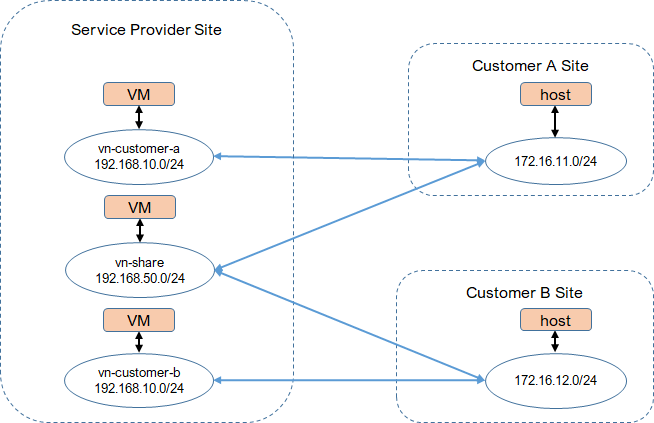 Service Provider Site
VM
vn-customer-a
192.168.10.0/24
VM
vn-share
192.168.50.0/24
VM
vn-customer-b
192.168.10.0/24
Customer A Site
host
172.16.11.0/24
Customer B Site
host
172.16.12.0/24